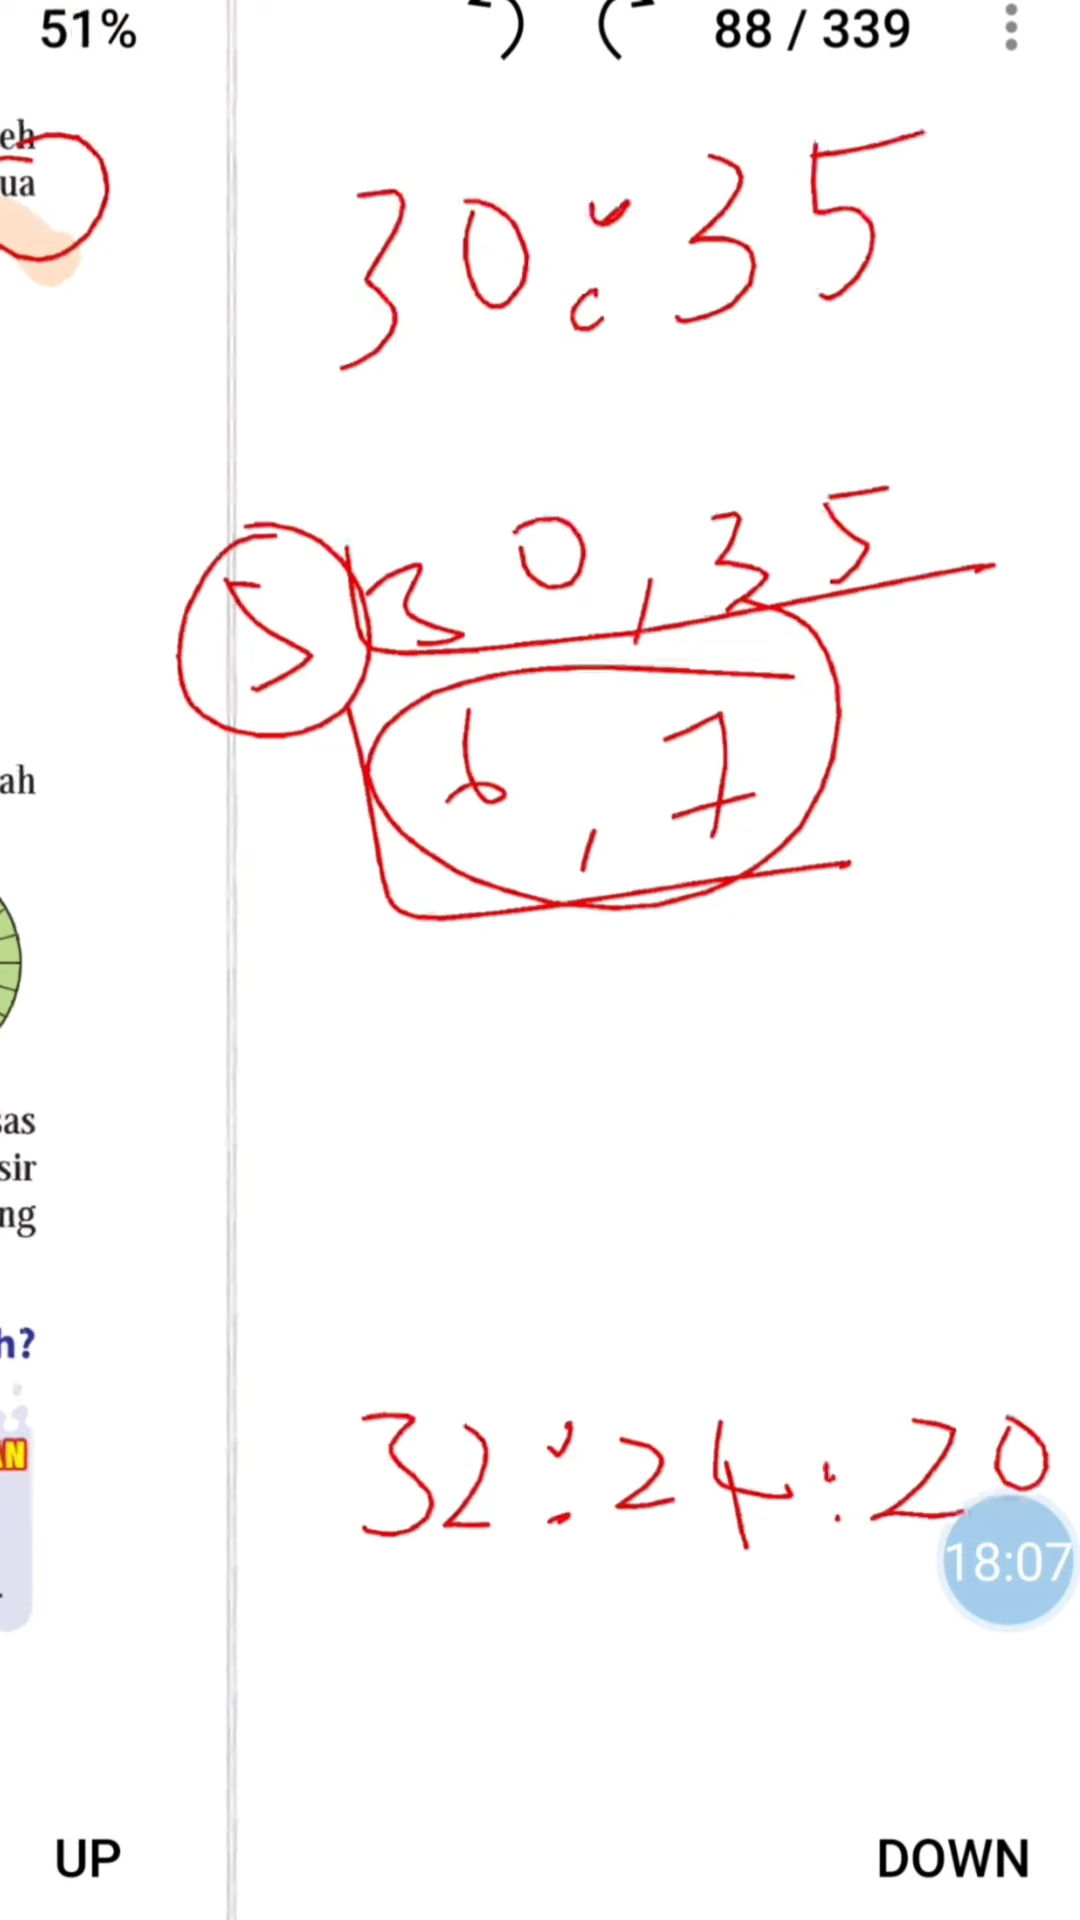 51%
88 / 339
eh
ua
30:35
5 30,35
6,7
ah
sas
sir
ng
h?
AN
32:24:20
18:07
UP
DOWN